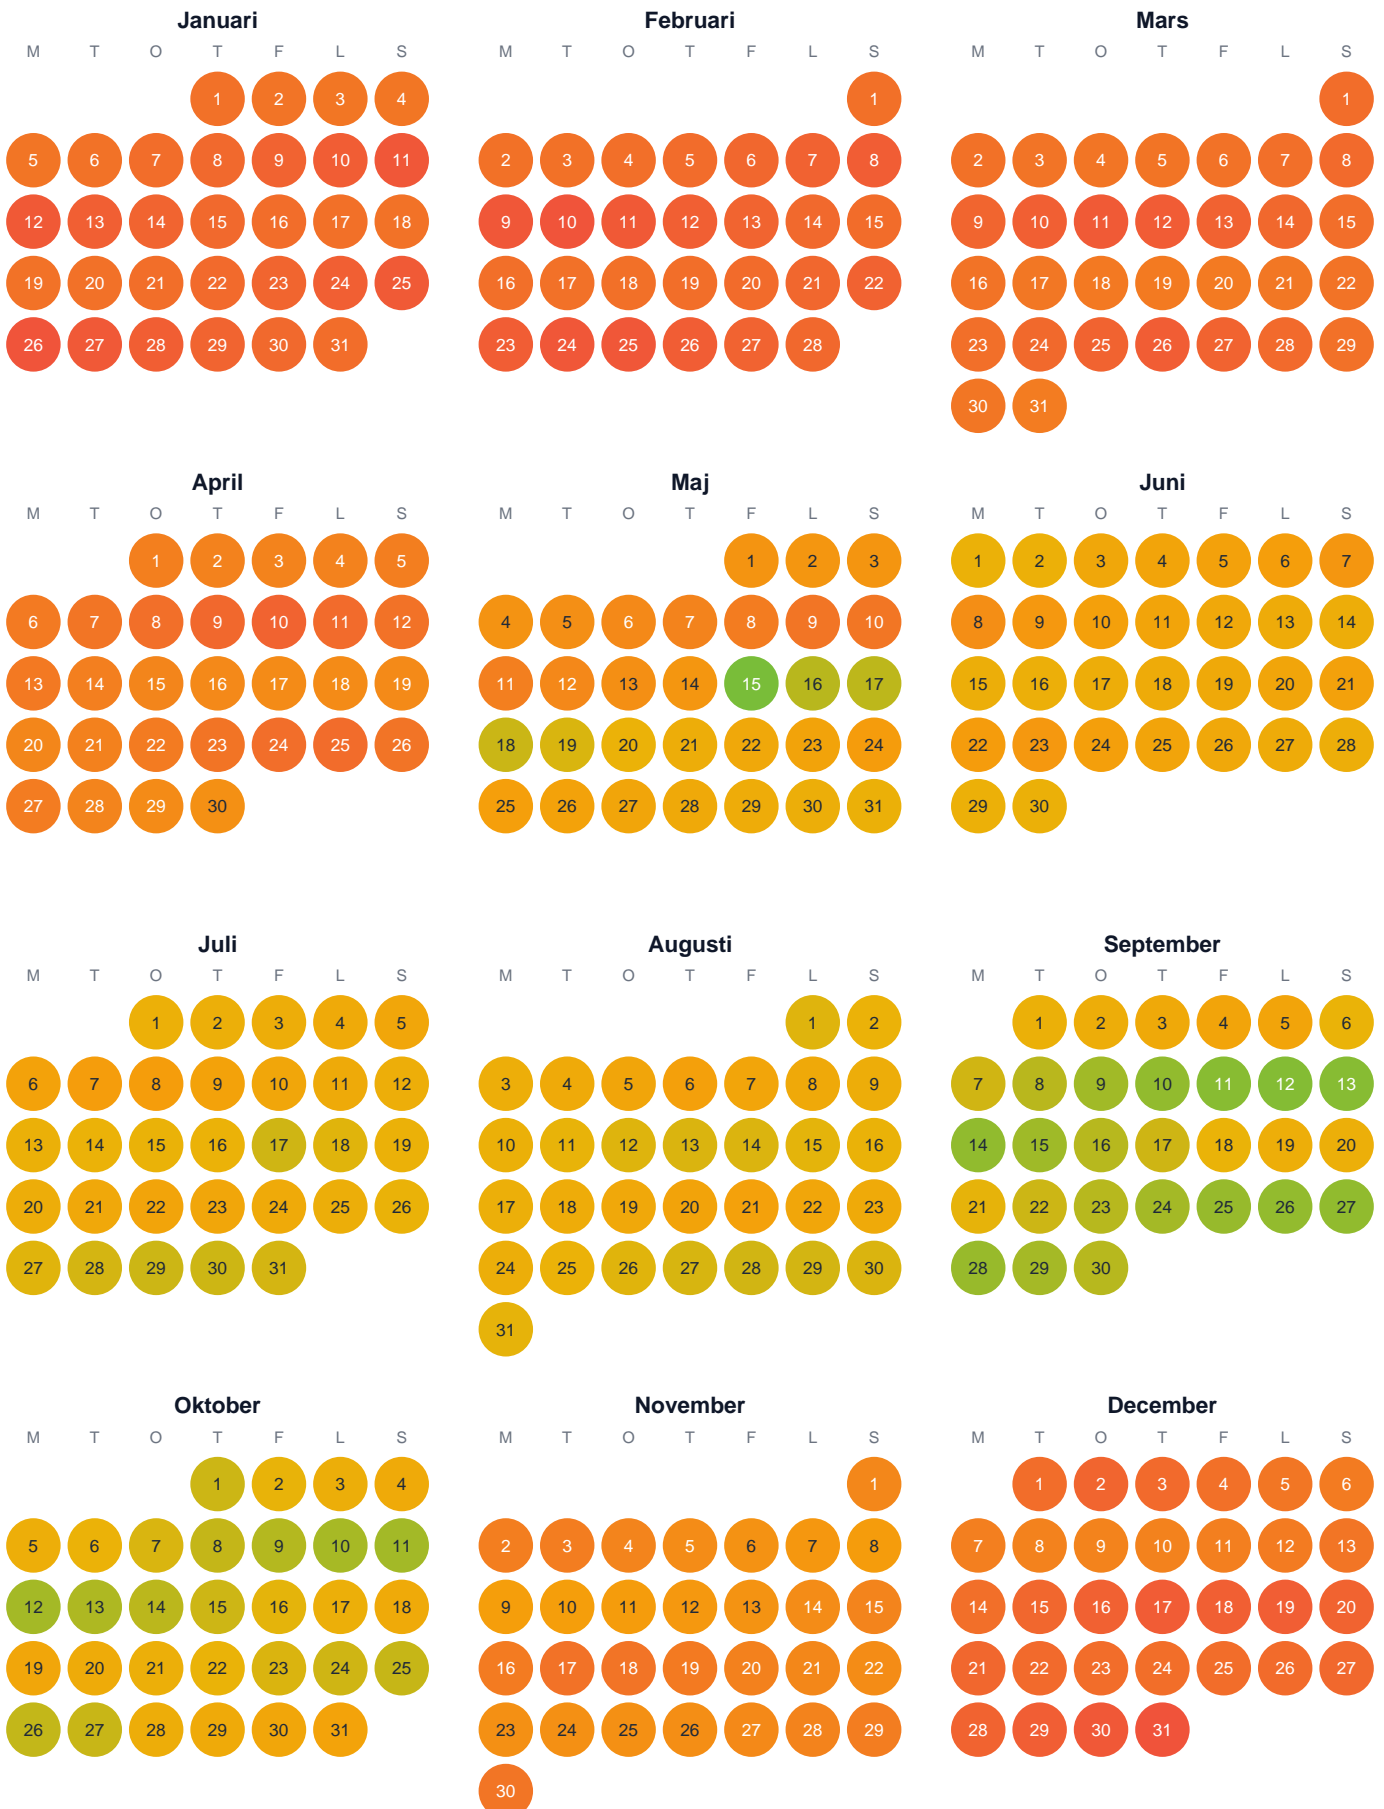 Januari Februari Mars
M T O T F L S M T O T F L S M T O T F L S
1 2 3 4 1 1
5 6 7 8 9 10 11 2 3 4 5 6 7 8 2 3 4 5 6 7 8
12 13 14 15 16 17 18 9 10 11 12 13 14 15 9 10 11 12 13 14 15
19 20 21 22 23 24 25 16 17 18 19 20 21 22 16 17 18 19 20 21 22
26 27 28 29 30 31 23 24 25 26 27 28 23 24 25 26 27 28 29
30 31
April Maj Juni
M T O T F L S M T O T F L S M T O T F L S
1 2 3 4 5 1 2 3 1 2 3 4 5 6 7
6 7 8 9 10 11 12 4 5 6 7 8 9 10 8 9 10 11 12 13 14
13 14 15 16 17 18 19 11 12 13 14 15 16 17 15 16 17 18 19 20 21
20 21 22 23 24 25 26 18 19 20 21 22 23 24 22 23 24 25 26 27 28
27 28 29 30 25 26 27 28 29 30 31 29 30
Juli Augusti September
M T O T F L S M T O T F L S M T O T F L S
1 2 3 4 5 1 2 1 2 3 4 5 6
6 7 8 9 10 11 12 3 4 5 6 7 8 9 7 8 9 10 11 12 13
13 14 15 16 17 18 19 10 11 12 13 14 15 16 14 15 16 17 18 19 20
20 21 22 23 24 25 26 17 18 19 20 21 22 23 21 22 23 24 25 26 27
27 28 29 30 31 24 25 26 27 28 29 30 28 29 30
31
Oktober November December
M T O T F L S M T O T F L S M T O T F L S
1 2 3 4 1 1 2 3 4 5 6
5 6 7 8 9 10 11 2 3 4 5 6 7 8 7 8 9 10 11 12 13
12 13 14 15 16 17 18 9 10 11 12 13 14 15 14 15 16 17 18 19 20
19 20 21 22 23 24 25 16 17 18 19 20 21 22 21 22 23 24 25 26 27
26 27 28 29 30 31 23 24 25 26 27 28 29 28 29 30 31
30